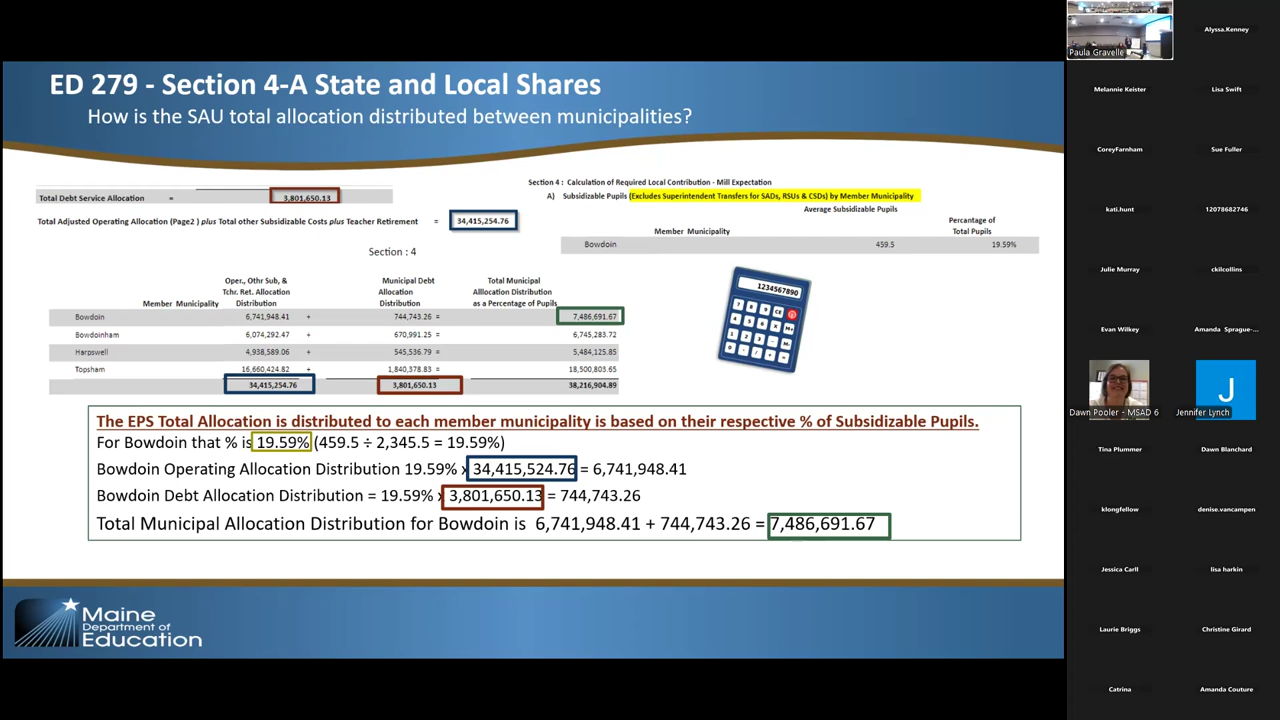 ED 279 - Section 4-A State and Local Shares
How is the SAU total allocation distributed between municipalities?
Total Debt Service Allocation = 3,801,650.13
Total Adjusted Operating Allocation (Page2 ) plus Total other Subsidizable Costs plus Teacher Retirement = 34,415,254.76
Section 4 : Calculation of Required Local Contribution - Mill Expectation
A) Subsidizable Pupils (Excludes Superintendent Transfers for SADs, RSUs & CSDs) by Member Municipality
Average Subsidizable Pupils
Percentage of
Member Municipality Total Pupils
Bowdoin 459.5 19.59%
Section : 4
Oper., Othr Sub, & Municipal Debt Total Municipal
Tchr. Ret. Allocation Allocation Alllocation Distribution
Member Municipality Distribution Distribution as a Percentage of Pupils
Bowdoin 6,741,948.41 + 744,743.26 = 7,486,691.67
Bowdoinham 6,074,292.47 + 670,991.25 = 6,745,283.72
Harpswell 4,938,589.06 + 545,536.79 = 5,484,125.85
Topsham 16,660,424.82 + 1,840,378.83 = 18,500,803.65
34,415,254.76 3,801,650.13 38,216,904.89
1234567890
The EPS Total Allocation is distributed to each member municipality is based on their respective % of Subsidizable Pupils.
For Bowdoin that % is 19.59% (459.5 ÷ 2,345.5 = 19.59%)
Bowdoin Operating Allocation Distribution 19.59% x 34,415,524.76 = 6,741,948.41
Bowdoin Debt Allocation Distribution = 19.59% x 3,801,650.13 = 744,743.26
Total Municipal Allocation Distribution for Bowdoin is 6,741,948.41 + 744,743.26 = 7,486,691.67
Maine
Department of
Education
Paula Gravelle
Alyssa.Kenney
Melannie Keister
Lisa Swift
CoreyFarnham
Sue Fuller
kati.hunt
12078682746
Julie Murray
ckilcollins
Evan Wilkey
Amanda Sprague-...
Dawn Pooler - MSAD 6
J
Jennifer Lynch
Tina Plummer
Dawn Blanchard
klongfellow
denise.vancampen
Jessica Carll
lisa harkin
Laurie Briggs
Christine Girard
Catrina
Amanda Couture